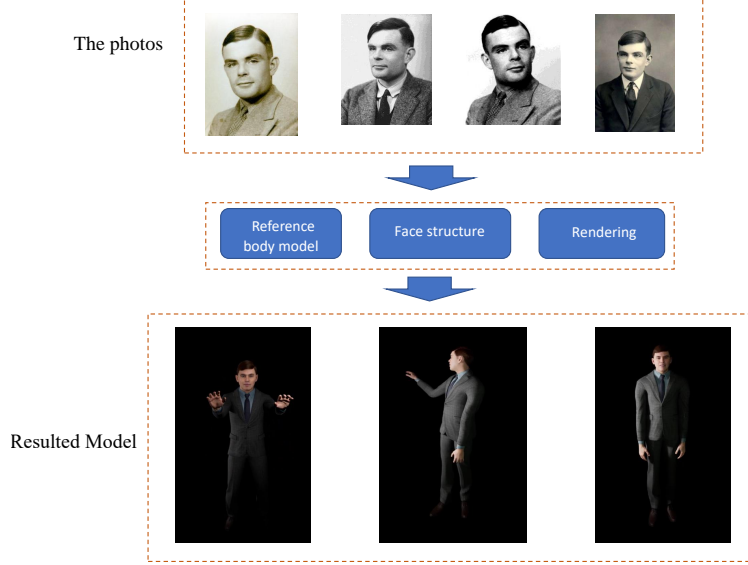 The photos
Reference
body model
Face structure
Rendering
Resulted Model